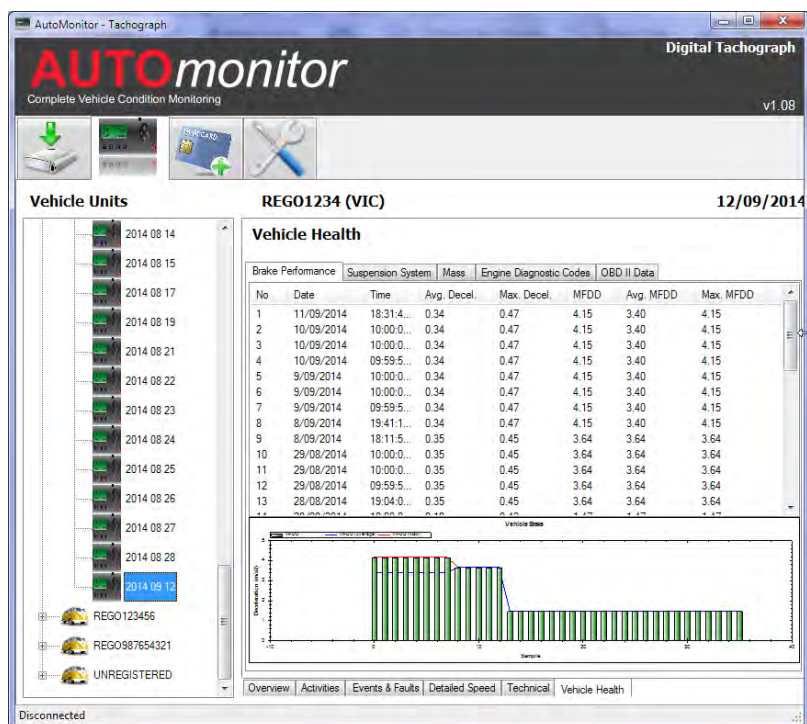 AutoMonitor - Tachograph
AUTOmonitor
Complete Vehicle Condition Monitoring
Digital Tachograph
v1.08
Vehicle Units
REGO1234 (VIC)
12/09/2014
2014 08 14
2014 08 15
2014 08 17
2014 08 19
2014 08 21
2014 08 22
2014 08 23
2014 08 24
2014 08 25
2014 08 26
2014 08 27
2014 08 28
2014 09 12
REGO123456
REGO987654321
UNREGISTERED
Vehicle Health
Brake Perfomance Suspension System Mass Engine Diagnostic Codes OBD II Data
No Date Time Avg. Decel. Max. Decel. MFDD Avg. MFDD Max. MFDD
1 11/09/2014 18:31:4... 0.34 0.47 4.15 3.40 4.15
2 10/09/2014 10:00:0... 0.34 0.47 4.15 3.40 4.15
3 10/09/2014 10:00:0... 0.34 0.47 4.15 3.40 4.15
4 10/09/2014 09:59:5... 0.34 0.47 4.15 3.40 4.15
5 9/09/2014 10:00:0... 0.34 0.47 4.15 3.40 4.15
6 9/09/2014 10:00:0... 0.34 0.47 4.15 3.40 4.15
7 9/09/2014 09:59:5... 0.34 0.47 4.15 3.40 4.15
8 8/09/2014 19:41:1... 0.34 0.47 4.15 3.40 4.15
9 8/09/2014 18:11:5... 0.35 0.45 3.64 3.64 3.64
10 29/08/2014 10:00:0... 0.35 0.45 3.64 3.64 3.64
11 29/08/2014 10:00:0... 0.35 0.45 3.64 3.64 3.64
12 29/08/2014 09:59:5... 0.35 0.45 3.64 3.64 3.64
13 28/08/2014 19:04:0... 0.35 0.45 3.64 3.64 3.64
Vehicle Brake
5
4
3
2
1
0
-10 0 10 20 30 40
Sample
Overview Activities Events & Faults Detailed Speed Technical Vehicle Health
Disconnected